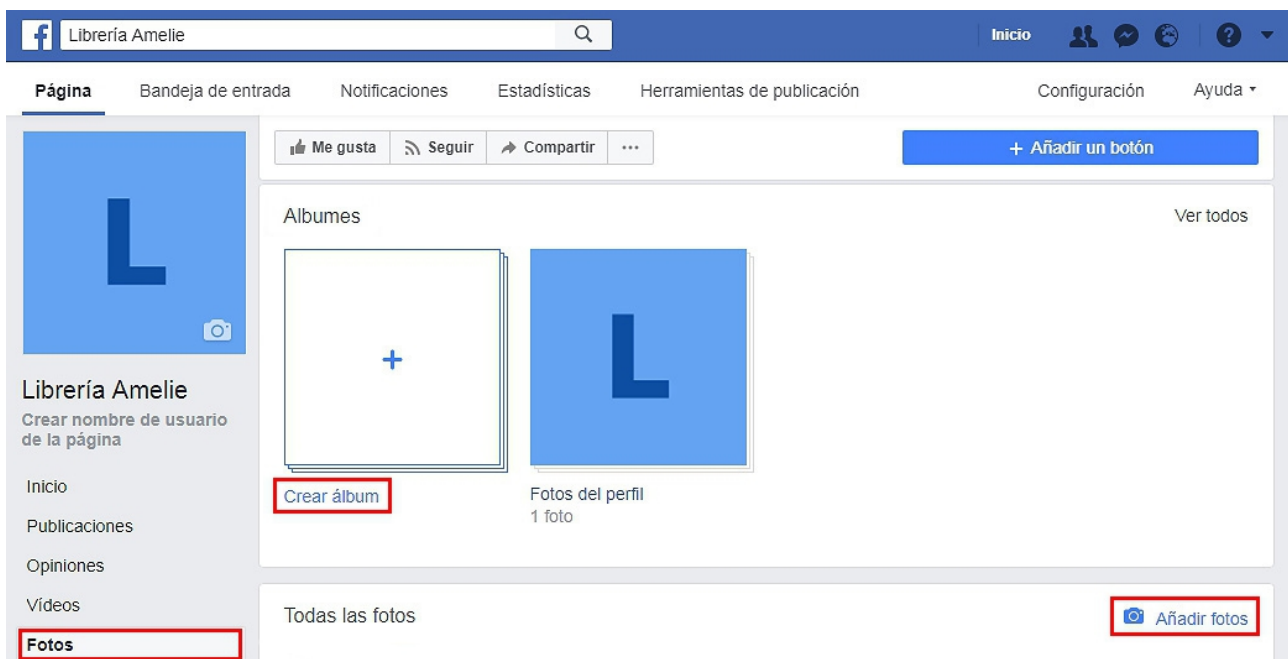 f Librería Amelie
Inicio
?
Página Bandeja de entrada Notificaciones Estadísticas Herramientas de publicación Configuración Ayuda
Me gusta Seguir Compartir ...
+ Añadir un botón
L
Albumes
Ver todos
+
L
Librería Amelie
Crear nombre de usuario
de la página
Crear álbum
Fotos del perfil
1 foto
Inicio
Publicaciones
Opiniones
Vídeos
Fotos
Todas las fotos
Añadir fotos